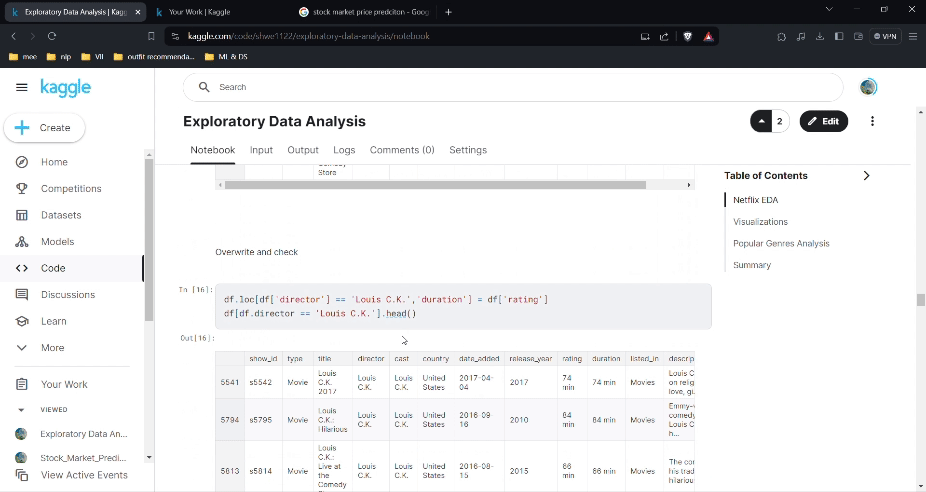 Exploratory Data Analysis | Kagg
Your Work | Kaggle
stock market price predciton - Goog
kaggle.com/code/shwe1122/exploratory-data-analysis/notebook
VPN
mee
nip
VII
outfit recommenda...
ML & DS
kaggle
Search
Create
Exploratory Data Analysis
2
Edit
Notebook
Input
Output
Logs
Comments (0)
Settings
Home
Competitions
Datasets
Models
Code
Discussions
Learn
More
Your Work
VIEWED
Exploratory Data An...
Stock_Market_Predi...
View Active Events
Store
Table of Contents
Netflix EDA
Visualizations
Popular Genres Analysis
Summary
Overwrite and check
In [16]:
df.loc[df['director'] == 'Louis C.K.','duration'] = df['rating']
df[df.director == 'Louis C.K.'].head()
Out[16]:
show_id type title director cast country date_added release_year rating duration listed_in descrip
5541 s5542 Movie Louis C.K. 2017 Louis C.K. Louis C.K. United States 2017-04-04 2017 74 min 74 min Movies Louis C on relig love, gi.
5794 s5795 Movie Louis C.K.: Hilarious Louis C.K. Louis C.K. United States 2016-09-16 2010 84 min 84 min Movies Emmy-v comedy Louis C h...
5813 s5814 Movie Louis C.K.: Live at the Comedy Louis C.K. Louis C.K. United States 2016-08-15 2015 66 min 66 min Movies The cor his trad hilariou